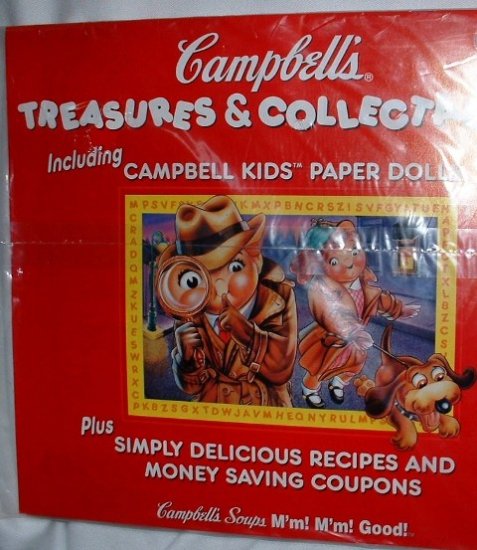 Campbell's®
TREASURES & COLLECT
Including CAMPBELL KIDS™ PAPER DOLL
Plus
SIMPLY DELICIOUS RECIPES AND
MONEY SAVING COUPONS
Campbell's Soups M'm! M'm! Good!™